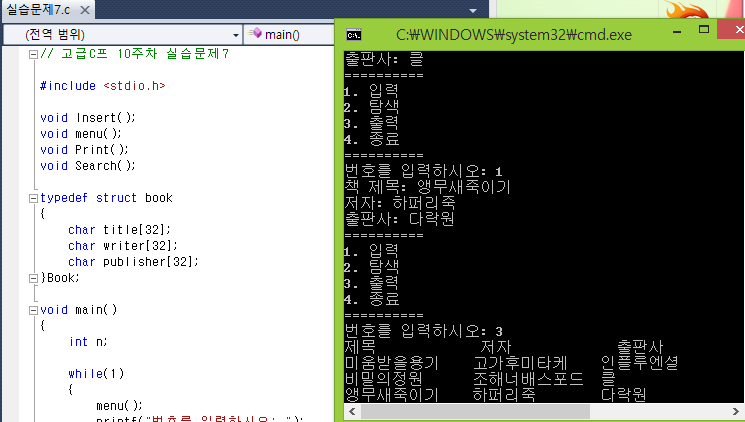 실습문제7.c
(전역 범위)
main()
// 고급C프 10주차 실습문제7
#include <stdio.h>
void Insert();
void menu();
void Print();
void Search();
typedef struct book
{
char title[32];
char writer[32];
char publisher[32];
}Book;
void main()
{
int n;
while(1)
{
menu();
printf("번호를 입력하시오: ");
C:₩WINDOWS₩system32₩cmd.exe
출판사: 클
==========
1. 입력
2. 탐색
3. 출력
4. 종료
==========
번호를 입력하시오: 1
책 제목: 앵무새죽이기
저자: 하퍼리죽
출판사: 다락원
==========
1. 입력
2. 탐색
3. 출력
4. 종료
==========
번호를 입력하시오: 3
제목 저자 출판사
미움받을용기 고가후미타케 인플루엔셜
비밀의정원 조해너배스포드 클
앵무새죽이기 하퍼리죽 다락원